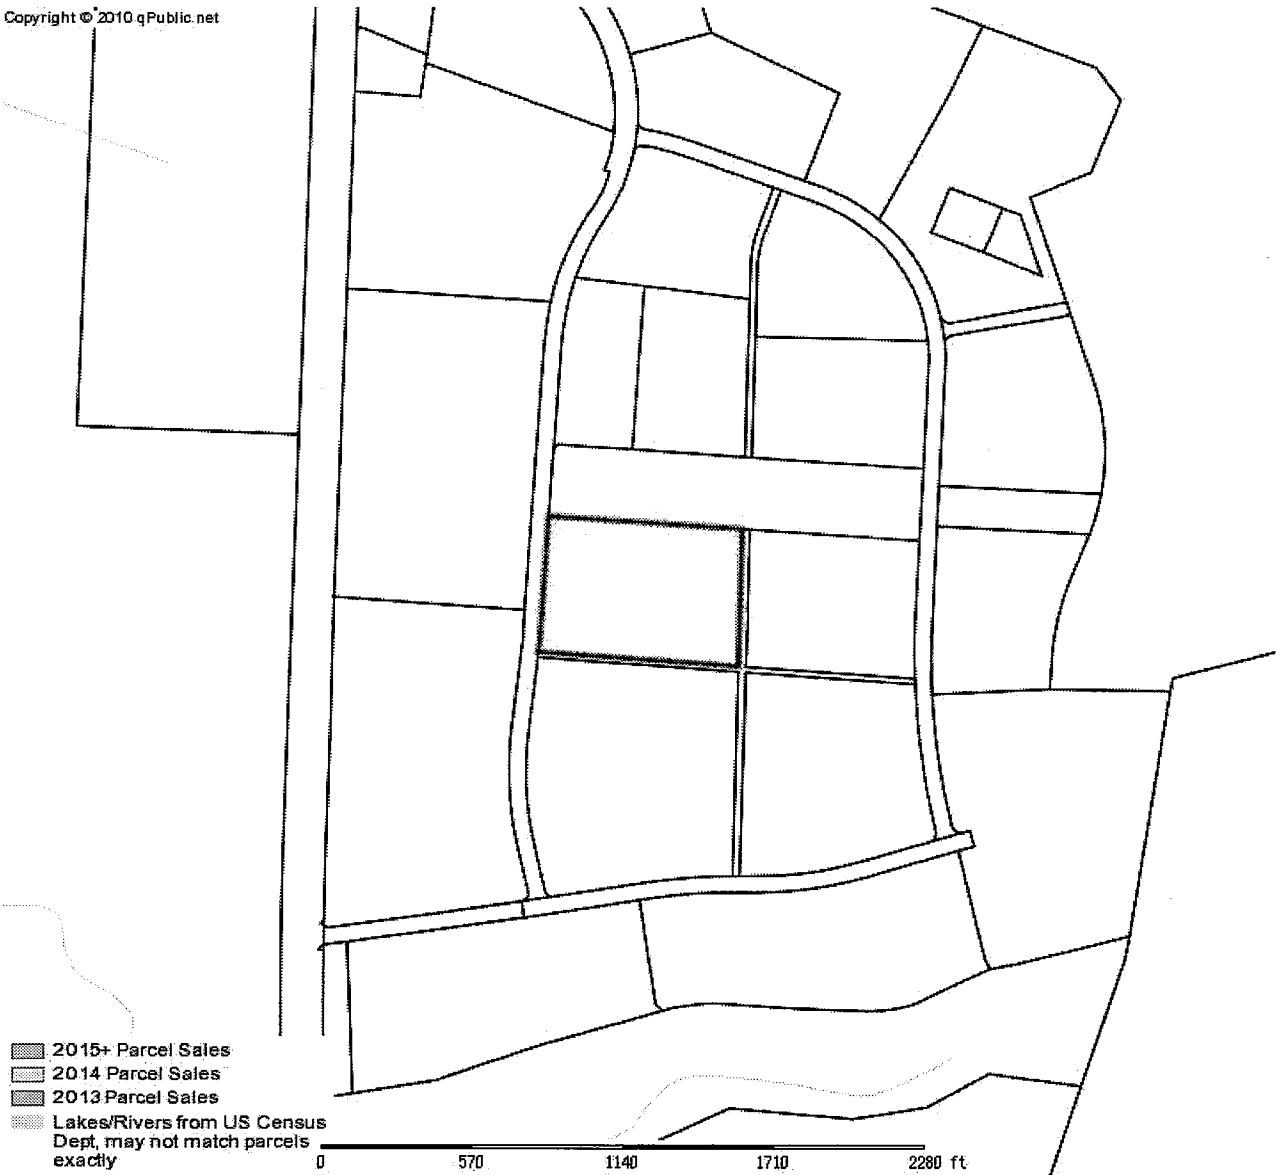 Copyright © 2010 qPublic.net
2015+ Parcel Sales
2014 Parcel Sales
2013 Parcel Sales
Lakes/Rivers from US Census
Dept, may not match parcels
exactly
0 570 1140 1710 2280 ft